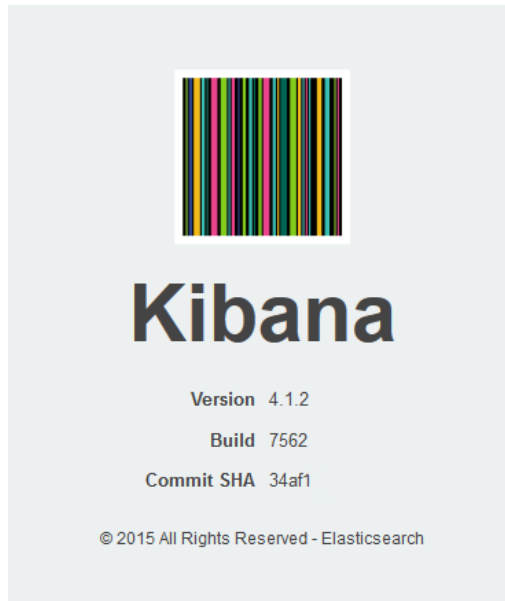 Kibana
Version 4.1.2
Build 7562
Commit SHA 34af1
© 2015 All Rights Reserved - Elasticsearch